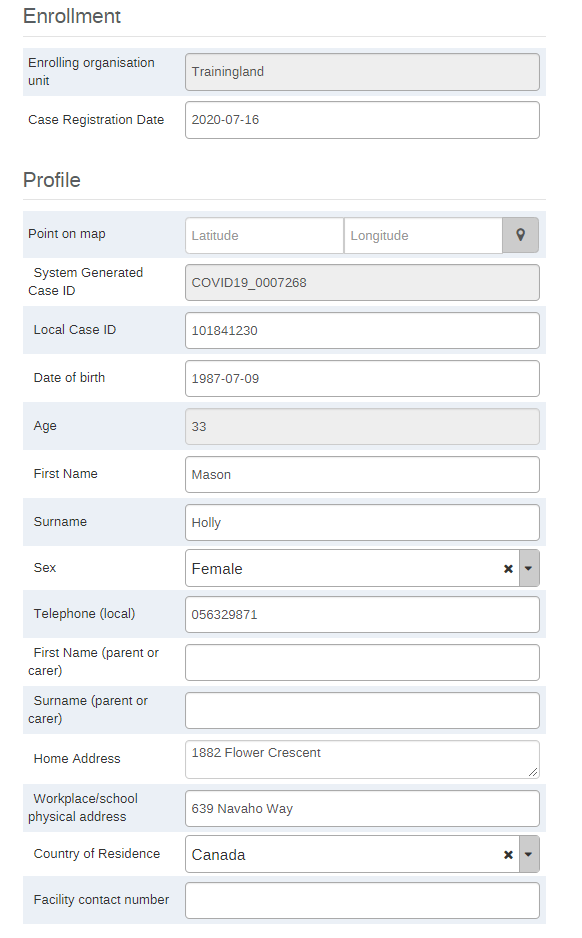 Enrollment
Enrolling organisation
unit
Trainingland
Case Registration Date
2020-07-16
Profile
Point on map
Latitude
Longitude
System Generated
Case ID
COVID19_0007268
Local Case ID
101841230
Date of birth
1987-07-09
Age
33
First Name
Mason
Surname
Holly
Sex
Female
Telephone (local)
056329871
First Name (parent or
carer)
Surname (parent or
carer)
Home Address
1882 Flower Crescent
Workplace/school
physical address
639 Navaho Way
Country of Residence
Canada
Facility contact number